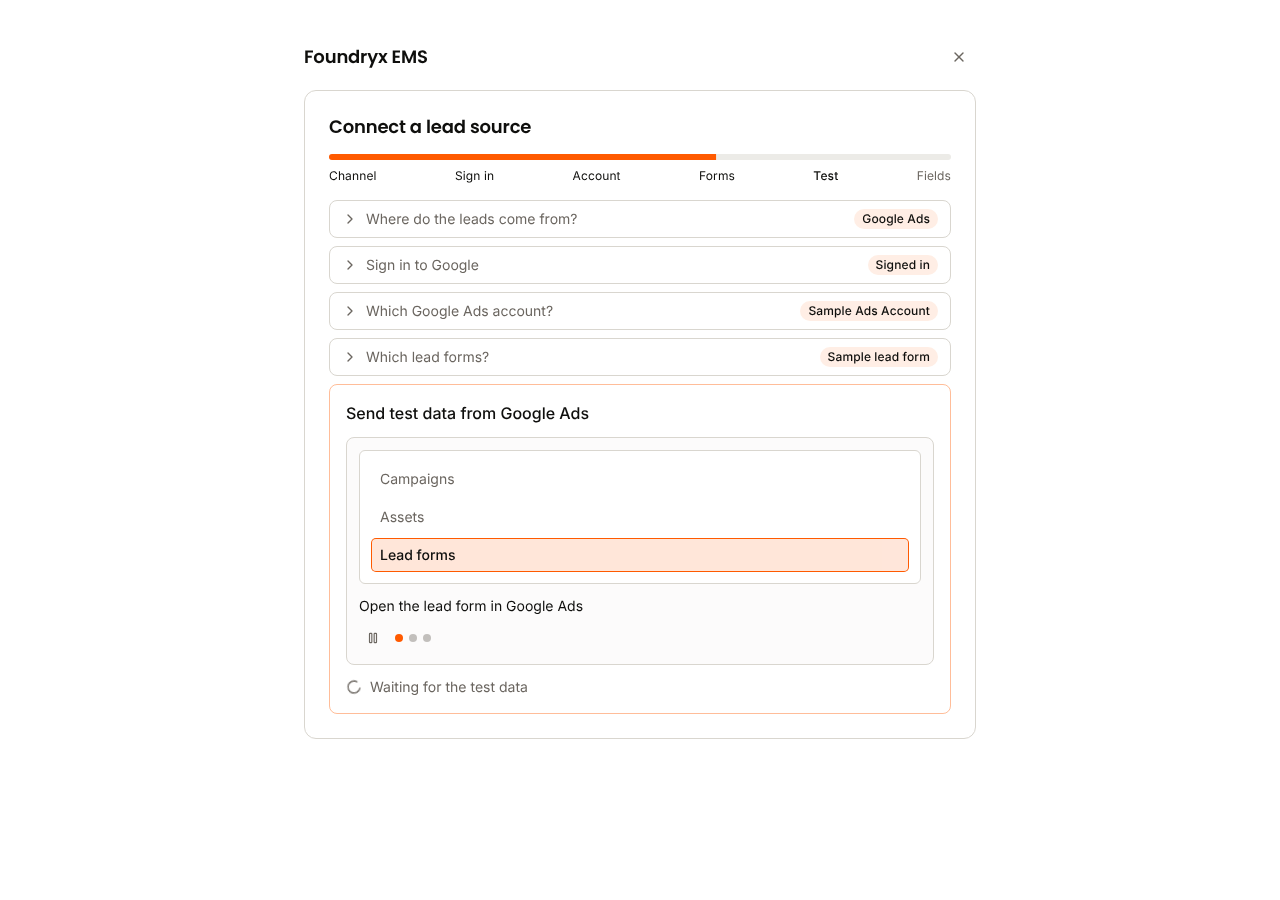 Foundryx EMS
Connect a lead source
Channel Sign in Account Forms Test Fields
Where do the leads come from? Google Ads
Sign in to Google Signed in
Which Google Ads account? Sample Ads Account
Which lead forms? Sample lead form
Send test data from Google Ads
Campaigns
Assets
Lead forms
Open the lead form in Google Ads
Waiting for the test data